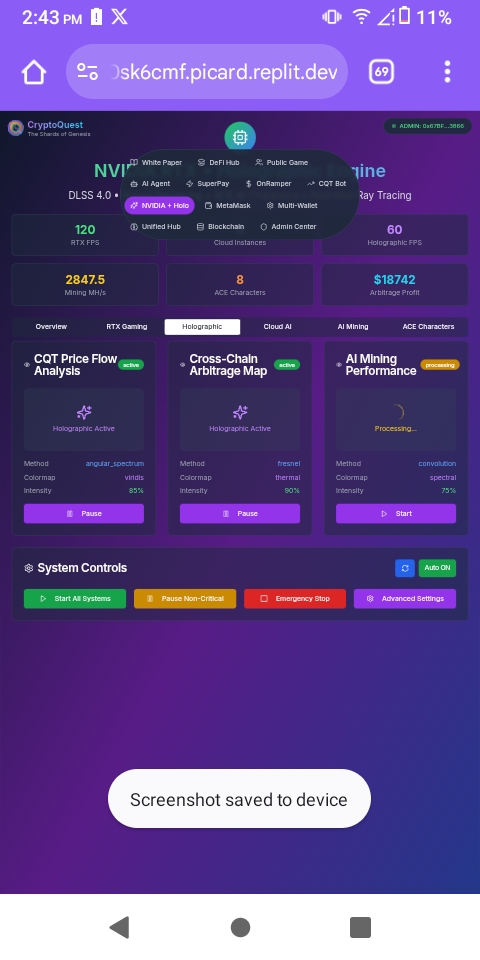 2:43 PM 11%
0sk6cmf.picard.replit.dev 69
CryptoQuest
The Shards of Genesis
ADMIN: 0x67BF...3866
White Paper DeFi Hub Public Game
AI Agent SuperPay OnRamper CQT Bot
NVIDIA + Holo MetaMask Multi-Wallet
Unified Hub Blockchain Admin Center
DLSS 4.0 • Ray Tracing
120
RTX FPS
Cloud Instances
60
Holographic FPS
2847.5
Mining MH/s
8
ACE Characters
$18742
Arbitrage Profit
Overview RTX Gaming Holographic Cloud AI AI Mining ACE Characters
CQT Price Flow
Analysis
active
Holographic Active
Method angular_spectrum
Colormap viridis
Intensity 85%
Pause
Cross-Chain
Arbitrage Map
active
Holographic Active
Method fresnel
Colormap thermal
Intensity 90%
Pause
AI Mining
Performance
processing
Processing...
Method convolution
Colormap spectral
Intensity 75%
Start
System Controls
Auto ON
Start All Systems Pause Non-Critical Emergency Stop Advanced Settings
Screenshot saved to device